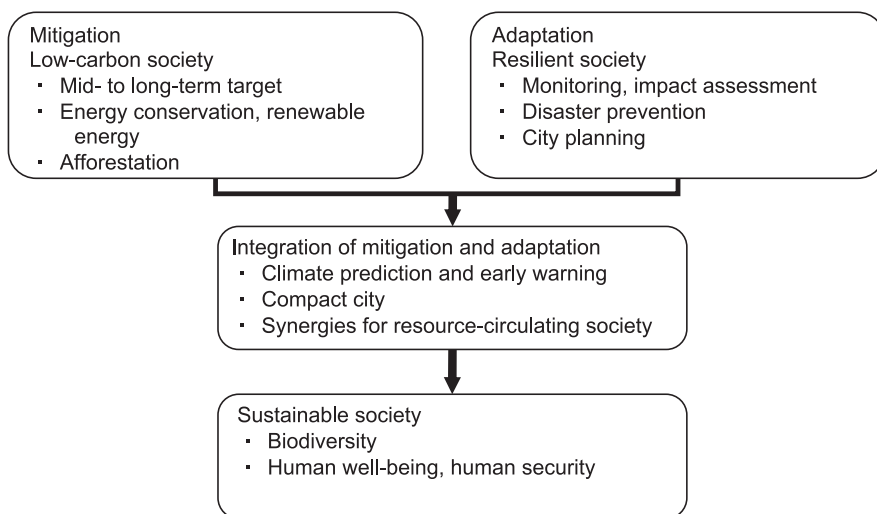 Mitigation
Low-carbon society
· Mid- to long-term target
· Energy conservation, renewable
energy
· Afforestation
Adaptation
Resilient society
· Monitoring, impact assessment
· Disaster prevention
· City planning
Integration of mitigation and adaptation
· Climate prediction and early warning
· Compact city
· Synergies for resource-circulating society
Sustainable society
· Biodiversity
· Human well-being, human security